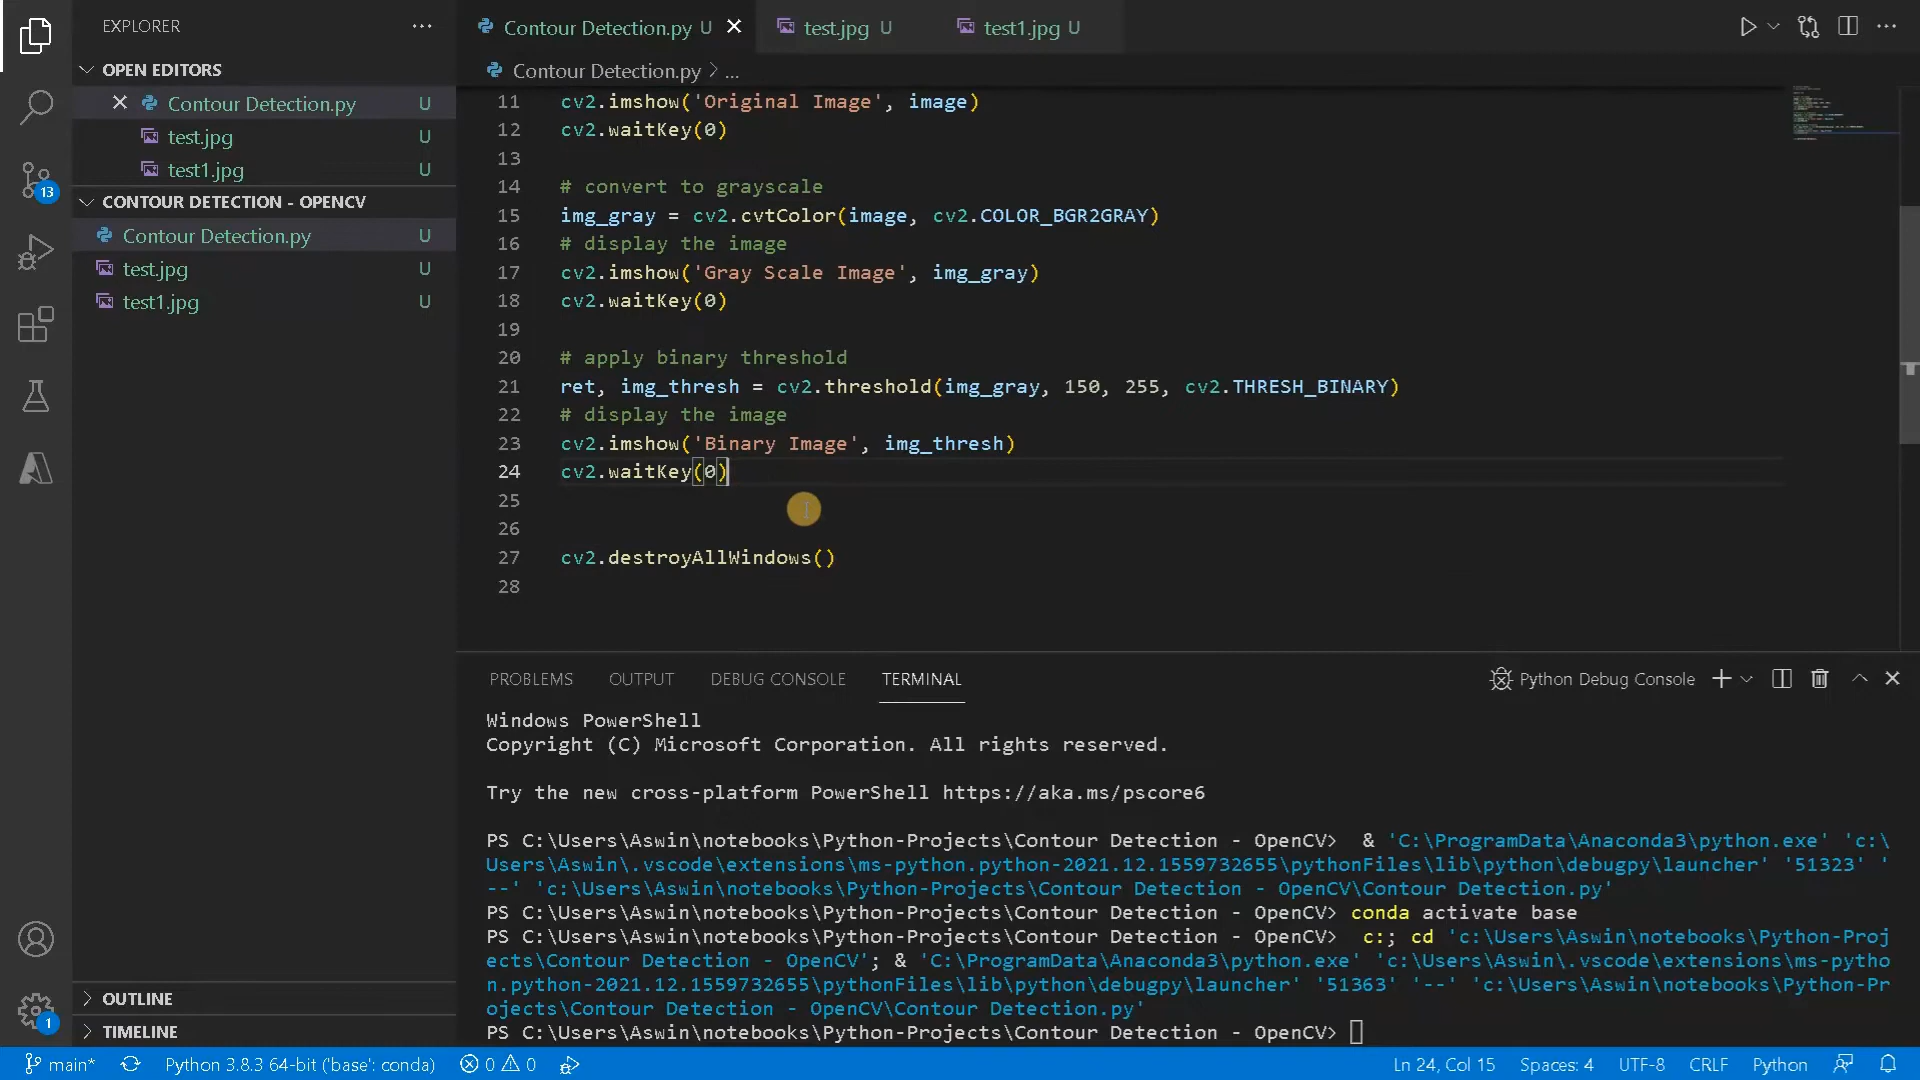 EXPLORER
OPEN EDITORS
Contour Detection.py U
test.jpg U
test1.jpg U
CONTOUR DETECTION - OPENCV
Contour Detection.py U
test.jpg U
test1.jpg U
OUTLINE
TIMELINE
13
1
Contour Detection.py U
test.jpg U
test1.jpg U
Contour Detection.py > ...
11 cv2.imshow('Original Image', image)
12 cv2.waitKey(0)
13
14 # convert to grayscale
15 img_gray = cv2.cvtColor(image, cv2.COLOR_BGR2GRAY)
16 # display the image
17 cv2.imshow('Gray Scale Image', img_gray)
18 cv2.waitKey(0)
19
20 # apply binary threshold
21 ret, img_thresh = cv2.threshold(img_gray, 150, 255, cv2.THRESH_BINARY)
22 # display the image
23 cv2.imshow('Binary Image', img_thresh)
24 cv2.waitKey(0)
25
26
27 cv2.destroyAllWindows()
28
PROBLEMS OUTPUT DEBUG CONSOLE TERMINAL
Python Debug Console
Windows PowerShell
Copyright (C) Microsoft Corporation. All rights reserved.
Try the new cross-platform PowerShell https://aka.ms/pscore6
PS C:\Users\Aswin\notebooks\Python-Projects\Contour Detection - OpenCV>  & 'C:\ProgramData\Anaconda3\python.exe' 'c:\
Users\Aswin\.vscode\extensions\ms-python.python-2021.12.1559732655\pythonFiles\lib\python\debugpy\launcher' '51323' '
--' 'c:\Users\Aswin\notebooks\Python-Projects\Contour Detection - OpenCV\Contour Detection.py'
PS C:\Users\Aswin\notebooks\Python-Projects\Contour Detection - OpenCV> conda activate base
PS C:\Users\Aswin\notebooks\Python-Projects\Contour Detection - OpenCV>  c:; cd 'c:\Users\Aswin\notebooks\Python-Proj
ects\Contour Detection - OpenCV'; & 'C:\ProgramData\Anaconda3\python.exe' 'c:\Users\Aswin\.vscode\extensions\ms-pytho
n.python-2021.12.1559732655\pythonFiles\lib\python\debugpy\launcher' '51363' '--' 'c:\Users\Aswin\notebooks\Python-Pr
ojects\Contour Detection - OpenCV\Contour Detection.py'
PS C:\Users\Aswin\notebooks\Python-Projects\Contour Detection - OpenCV>
main* Python 3.8.3 64-bit ('base': conda) 0 0 Ln 24, Col 15 Spaces: 4 UTF-8 CRLF Python